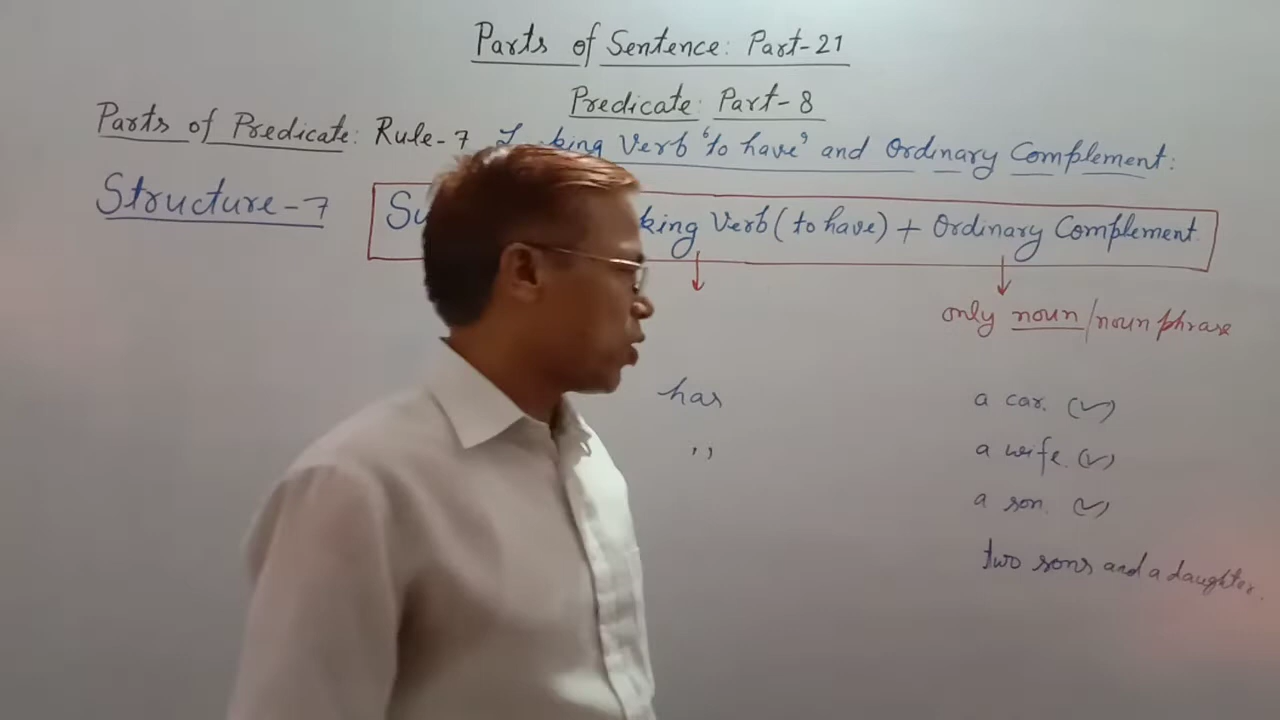 Parts of Sentence: Part-21
Predicate: Part-8
Parts of Predicate: Rule-7 king Verb 'to have' and Ordinary Complement:
Structure-7 Su king Verb (to have) + Ordinary Complement
only noun/noun phrase
has a car. (✓)
,, a wife. (✓)
a son. (✓)
two sons and a daughter.